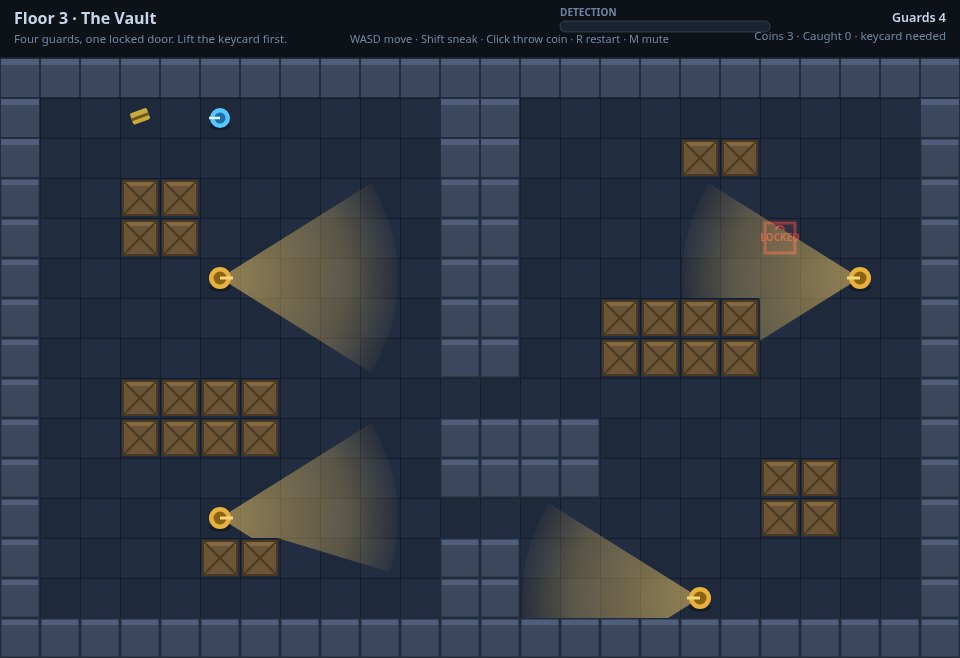 Floor 3 · The Vault
Four guards, one locked door. Lift the keycard first.
WASD move · Shift sneak · Click throw coin · R restart · M mute
DETECTION
Guards 4
Coins 3 · Caught 0 · keycard needed
LOCKED